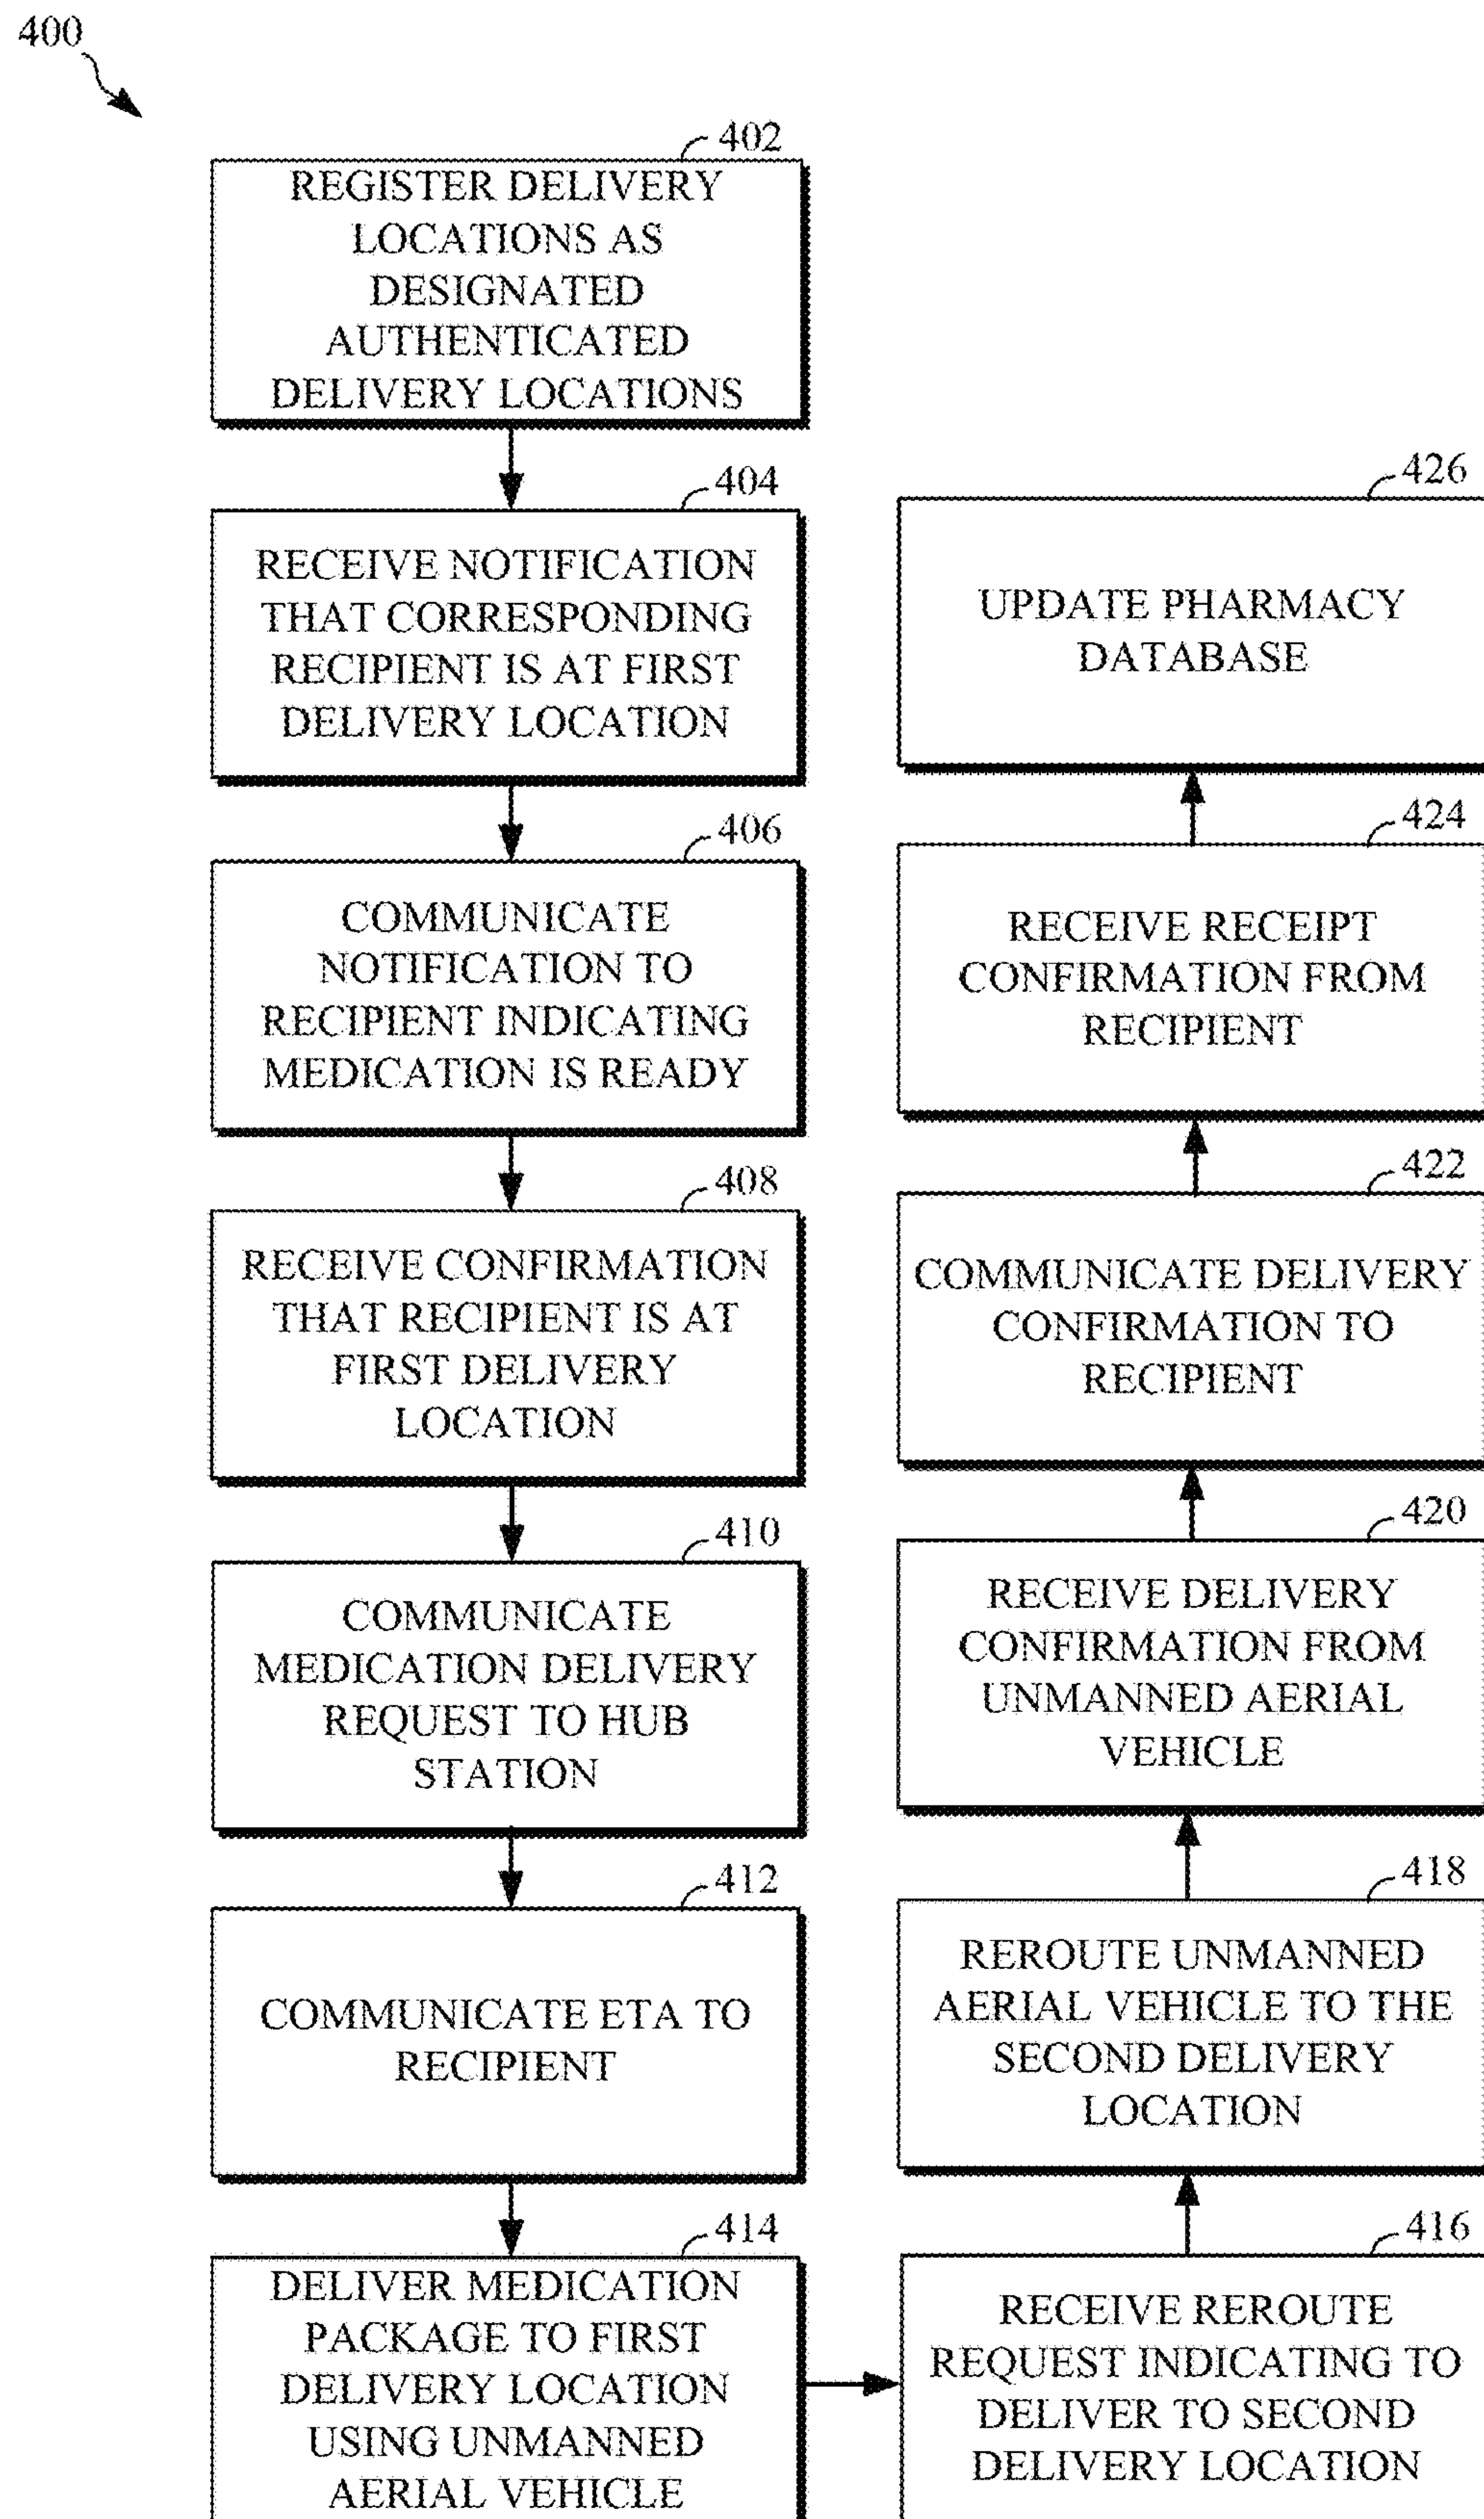 400
402
REGISTER DELIVERY
LOCATIONS AS
DESIGNATED
AUTHENTICATED
DELIVERY LOCATIONS
404
RECEIVE NOTIFICATION
THAT CORRESPONDING
RECIPIENT IS AT FIRST
DELIVERY LOCATION
406
COMMUNICATE
NOTIFICATION TO
RECIPIENT INDICATING
MEDICATION IS READY
408
RECEIVE CONFIRMATION
THAT RECIPIENT IS AT
FIRST DELIVERY
LOCATION
410
COMMUNICATE
MEDICATION DELIVERY
REQUEST TO HUB
STATION
412
COMMUNICATE ETA TO
RECIPIENT
414
DELIVER MEDICATION
PACKAGE TO FIRST
DELIVERY LOCATION
USING UNMANNED
AERIAL VEHICLE
416
RECEIVE REROUTE
REQUEST INDICATING TO
DELIVER TO SECOND
DELIVERY LOCATION
418
REROUTE UNMANNED
AERIAL VEHICLE TO THE
SECOND DELIVERY
LOCATION
420
RECEIVE DELIVERY
CONFIRMATION FROM
UNMANNED AERIAL
VEHICLE
422
COMMUNICATE DELIVERY
CONFIRMATION TO
RECIPIENT
424
RECEIVE RECEIPT
CONFIRMATION FROM
RECIPIENT
426
UPDATE PHARMACY
DATABASE